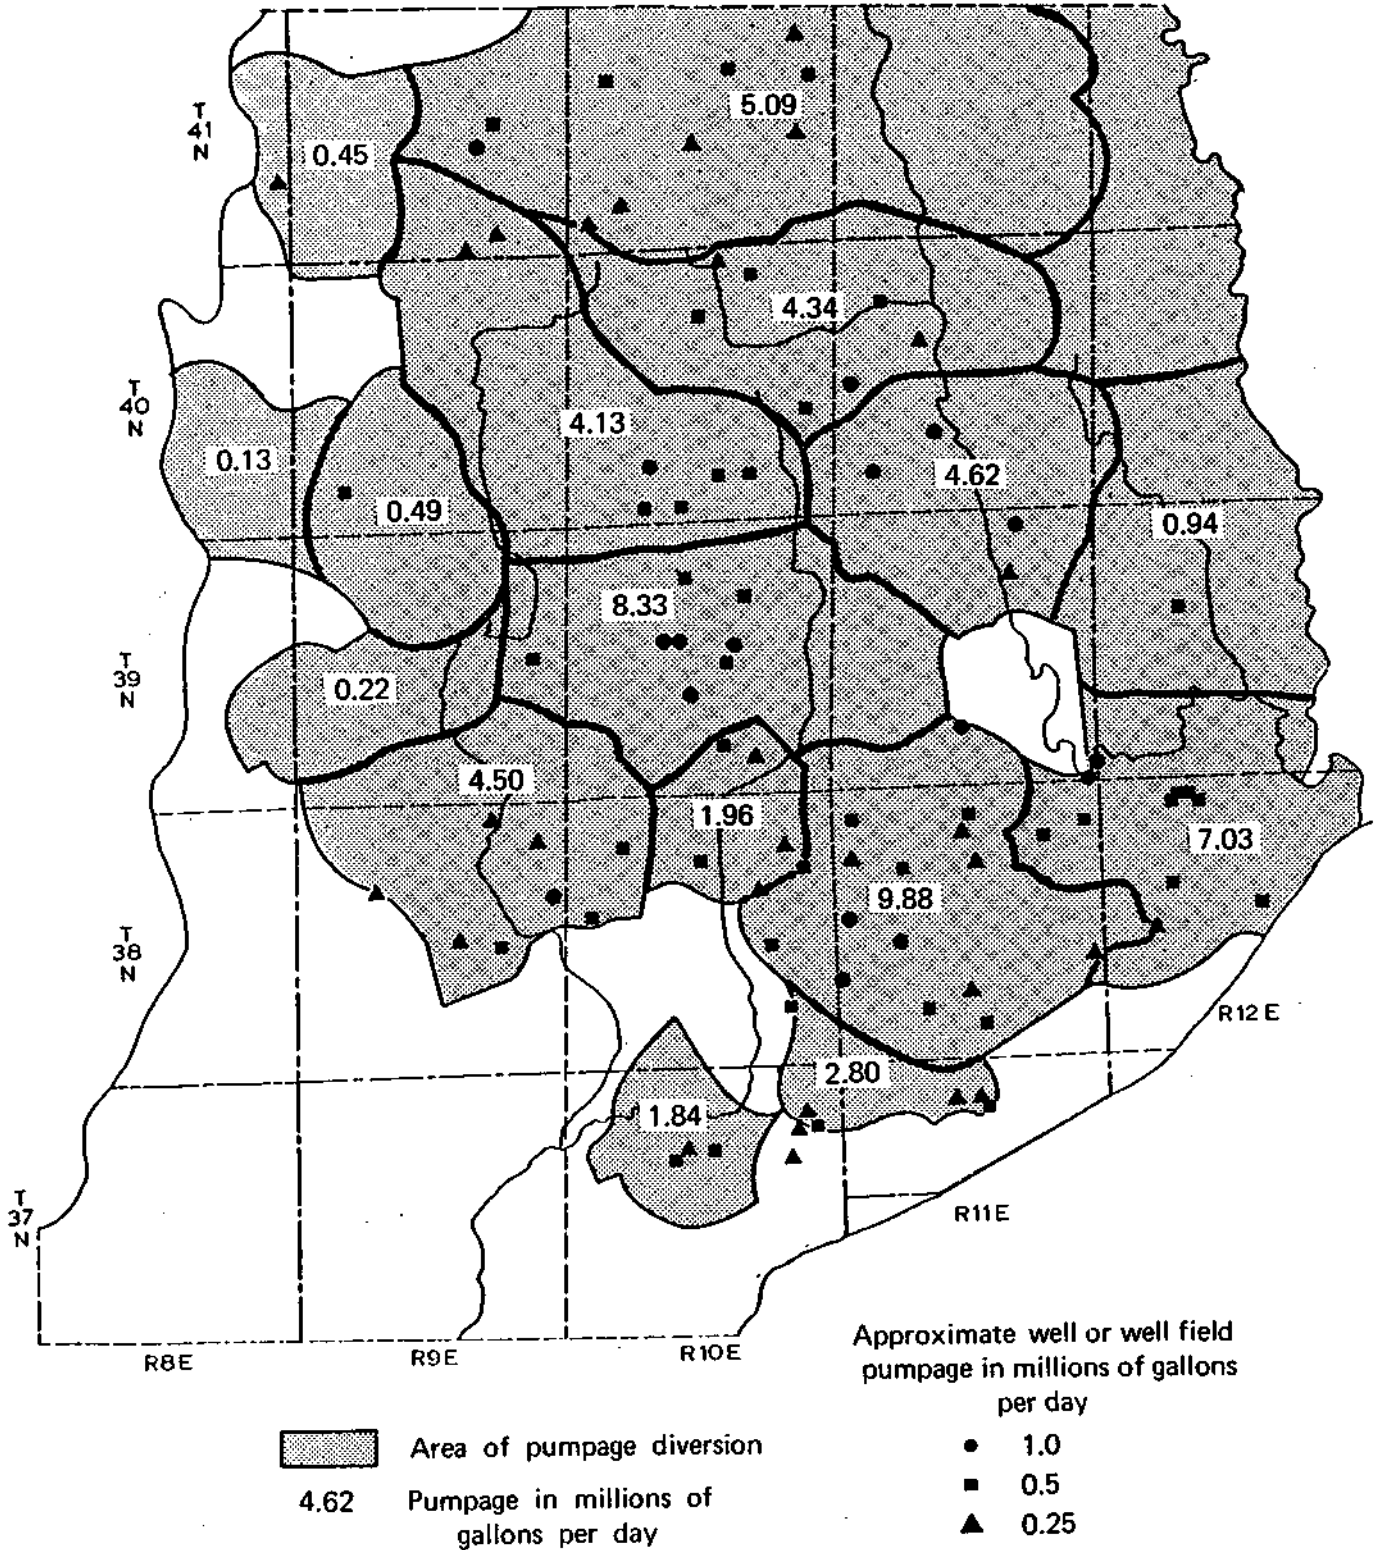 5.09
T
41
N
0.45
4.34
T
40
N
4.13
0.13
4.62
0.49
0.94
8.33
T
39
N
0.22
4.50
1.96
7.03
9.88
T
38
N
R12 E
2.80
1.84
T
37
N
R11E
R8E
R9E
R10E
Approximate well or well field
pumpage in millions of gallons
per day
1.0
0.5
0.25
Area of pumpage diversion
4.62 Pumpage in millions of
gallons per day